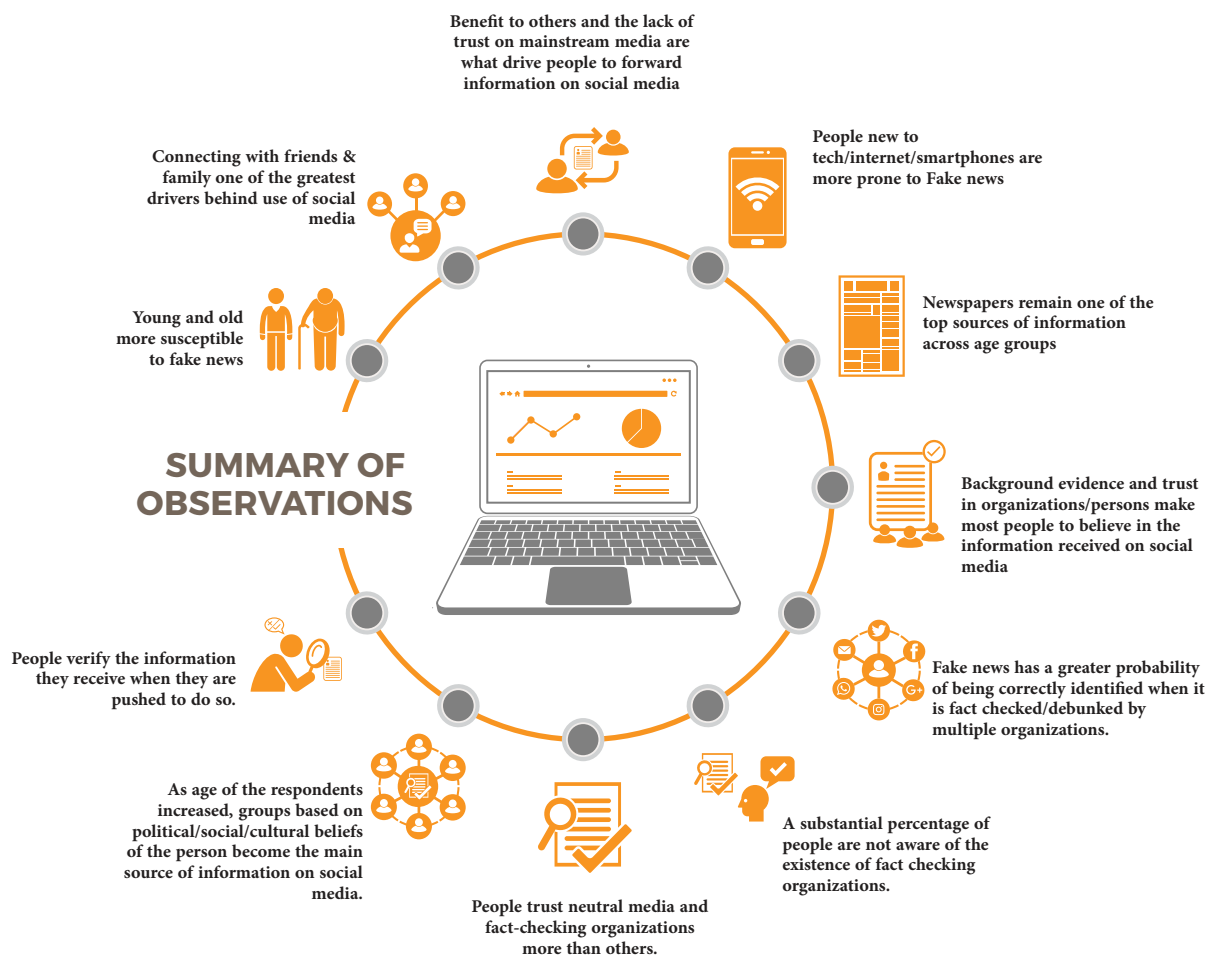 Benefit to others and the lack of
trust on mainstream media are
what drive people to forward
information on social media
People new to
tech/internet/smartphones are
more prone to Fake news
Connecting with friends &
family one of the greatest
drivers behind use of social
media
Newspapers remain one of the
top sources of information
across age groups
Young and old
more susceptible
to fake news
SUMMARY OF
OBSERVATIONS
Background evidence and trust
in organizations/persons make
most people to believe in the
information received on social
media
People verify the information
they receive when they are
pushed to do so.
Fake news has a greater probability
of being correctly identified when it
is fact checked/debunked by
multiple organizations.
As age of the respondents
increased, groups based on
political/social/cultural beliefs
of the person become the main
source of information on social
media.
A substantial percentage of
people are not aware of the
existence of fact checking
organizations.
People trust neutral media and
fact-checking organizations
more than others.